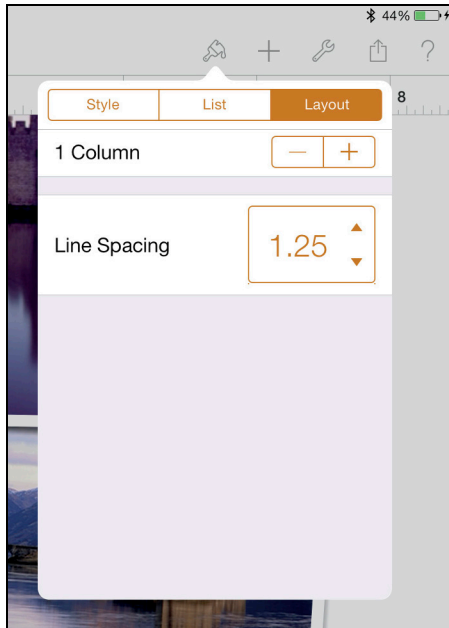 44%
?
8
Style List Layout
1 Column − +
Line Spacing 1.25